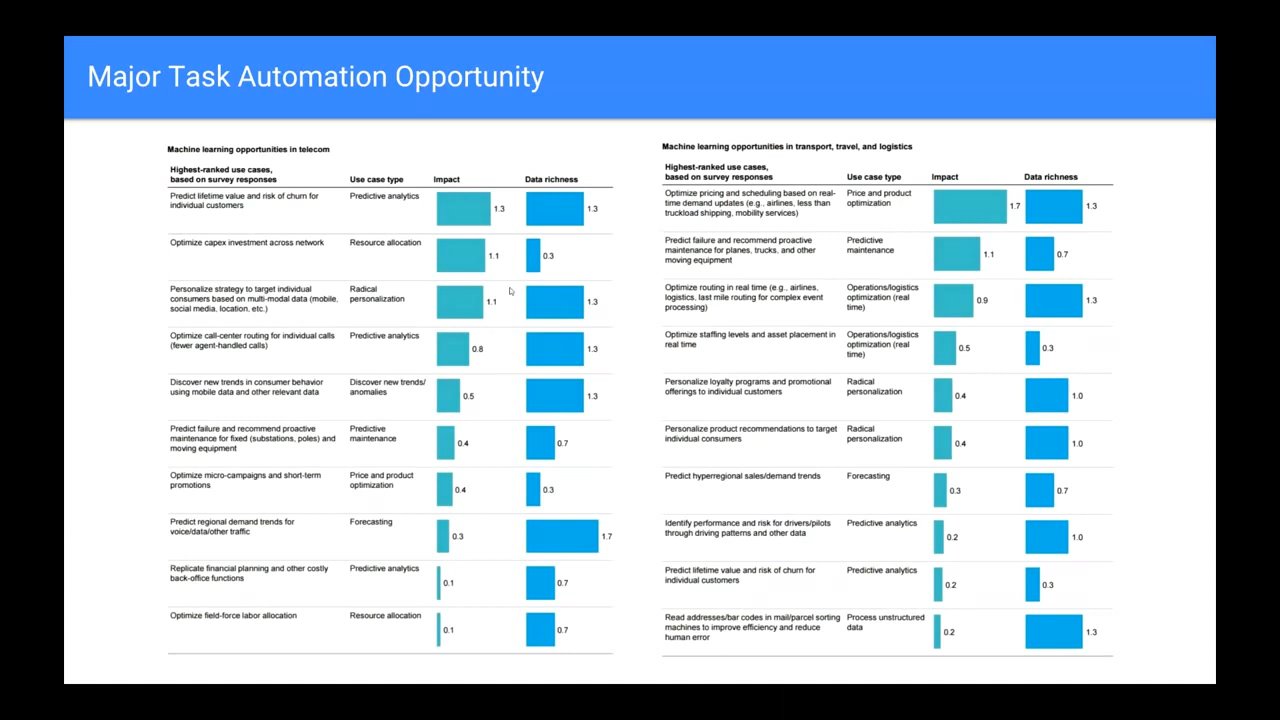 Major Task Automation Opportunity
Machine learning opportunities in telecom
Highest-ranked use cases,
based on survey responses Use case type Impact Data richness
Predict lifetime value and risk of churn for Predictive analytics
individual customers
1.3 1.3
Optimize capex investment across network Resource allocation
1.1 0.3
Personalize strategy to target individual Radical
consumers based on multi-modal data (mobile, personalization
social media, location, etc.)
1.1 1.3
Optimize call-center routing for individual calls Predictive analytics
(fewer agent-handled calls)
0.8 1.3
Discover new trends in consumer behavior Discover new trends/
using mobile data and other relevant data anomalies
0.5 1.3
Predict failure and recommend proactive Predictive
maintenance for fixed (substations, poles) and maintenance
moving equipment
0.4 0.7
Optimize micro-campaigns and short-term Price and product
promotions optimization
0.4 0.3
Predict regional demand trends for Forecasting
voice/data/other traffic
0.3 1.7
Replicate financial planning and other costly Predictive analytics
back-office functions
0.1 0.7
Optimize field-force labor allocation Resource allocation
0.1 0.7
Machine learning opportunities in transport, travel, and logistics
Highest-ranked use cases,
based on survey responses Use case type Impact Data richness
Optimize pricing and scheduling based on real- Price and product
time demand updates (e.g., airlines, less than optimization
truckload shipping, mobility services)
1.7 1.3
Predict failure and recommend proactive Predictive
maintenance for planes, trucks, and other maintenance
moving equipment
1.1 0.7
Optimize routing in real time (e.g., airlines, Operations/logistics
logistics, last mile routing for complex event optimization (real
processing) time)
0.9 1.3
Optimize staffing levels and asset placement in Operations/logistics
real time optimization (real
time)
0.5 0.3
Personalize loyalty programs and promotional Radical
offerings to individual customers personalization
0.4 1.0
Personalize product recommendations to target Radical
individual consumers personalization
0.4 1.0
Predict hyperregional sales/demand trends Forecasting
0.3 0.7
Identify performance and risk for drivers/pilots Predictive analytics
through driving patterns and other data
0.2 1.0
Predict lifetime value and risk of churn for Predictive analytics
individual customers
0.2 0.3
Read addresses/bar codes in mail/parcel sorting Process unstructured
machines to improve efficiency and reduce data
human error
0.2 1.3